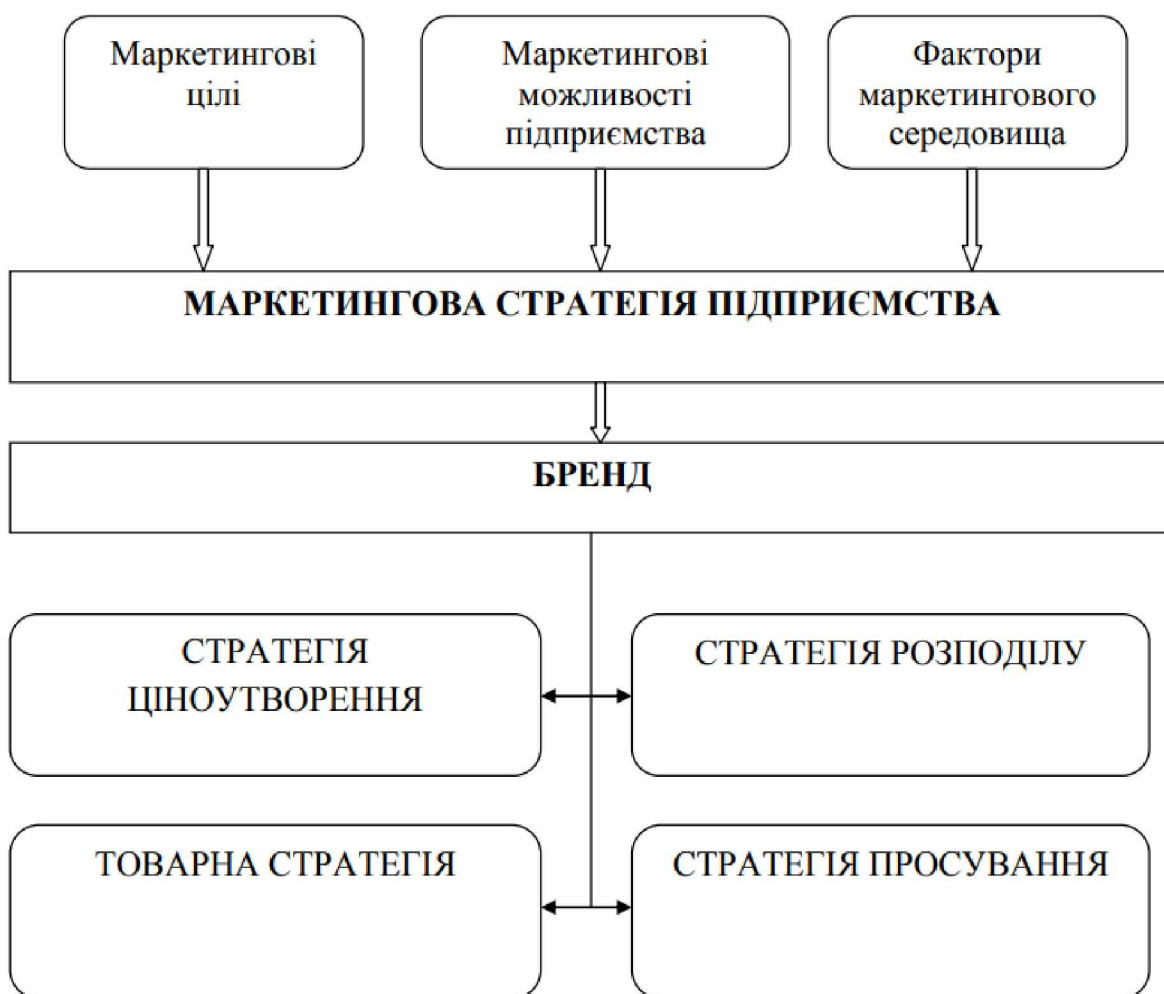 Маркетингові
цілі
Маркетингові
можливості
підприємства
Фактори
маркетингового
середовища
МАРКЕТИНГОВА СТРАТЕГІЯ ПІДПРИЄМСТВА
БРЕНД
СТРАТЕГІЯ
ЦІНОУТВОРЕННЯ
СТРАТЕГІЯ РОЗПОДІЛУ
ТОВАРНА СТРАТЕГІЯ
СТРАТЕГІЯ ПРОСУВАННЯ